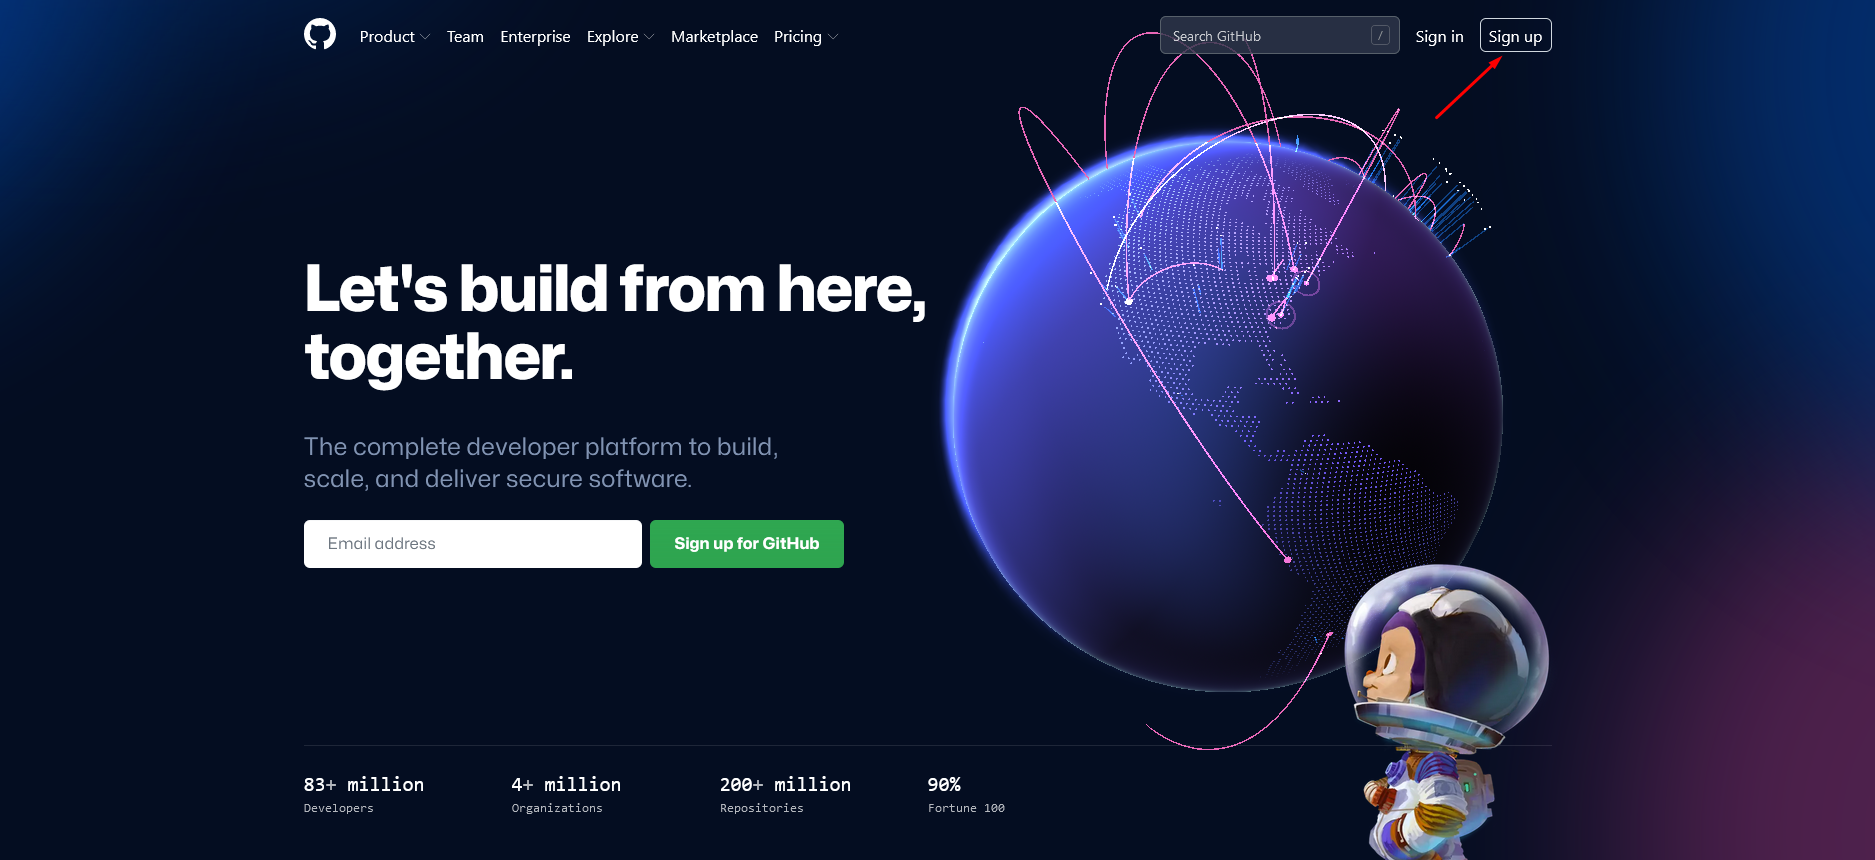 Product Team Enterprise Explore Marketplace Pricing Search GitHub / Sign in Sign up
Let's build from here,
together.
The complete developer platform to build,
scale, and deliver secure software.
Email address Sign up for GitHub
83+ million 4+ million 200+ million 90%
Developers Organizations Repositories Fortune 100